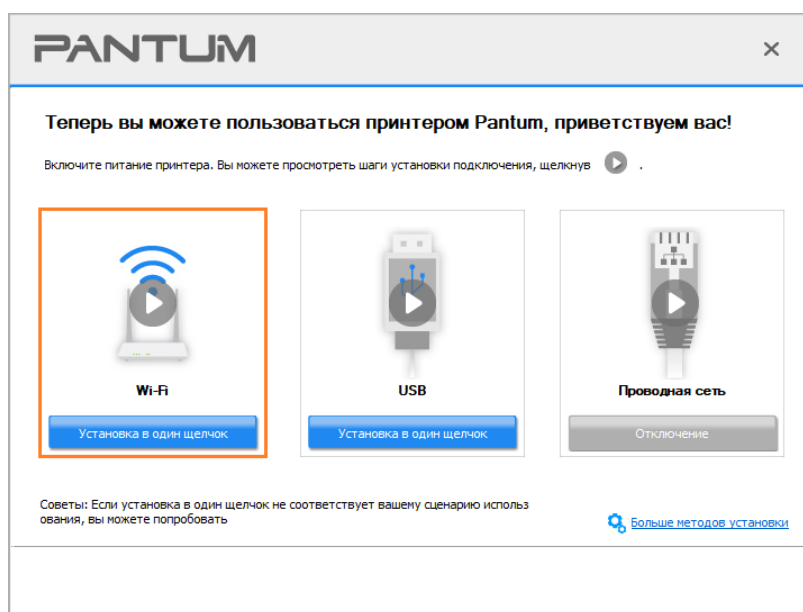 PANTUM
Теперь вы можете пользоваться принтером Pantum, приветствуем вас!
Включите питание принтера. Вы можете просмотреть шаги установки подключения, щелкнув .
Wi-Fi
Установка в один щелчок
USB
Установка в один щелчок
Проводная сеть
Отключение
Советы: Если установка в один щелчок не соответствует вашему сценарию использ
ования, вы можете попробовать
Больше методов установки